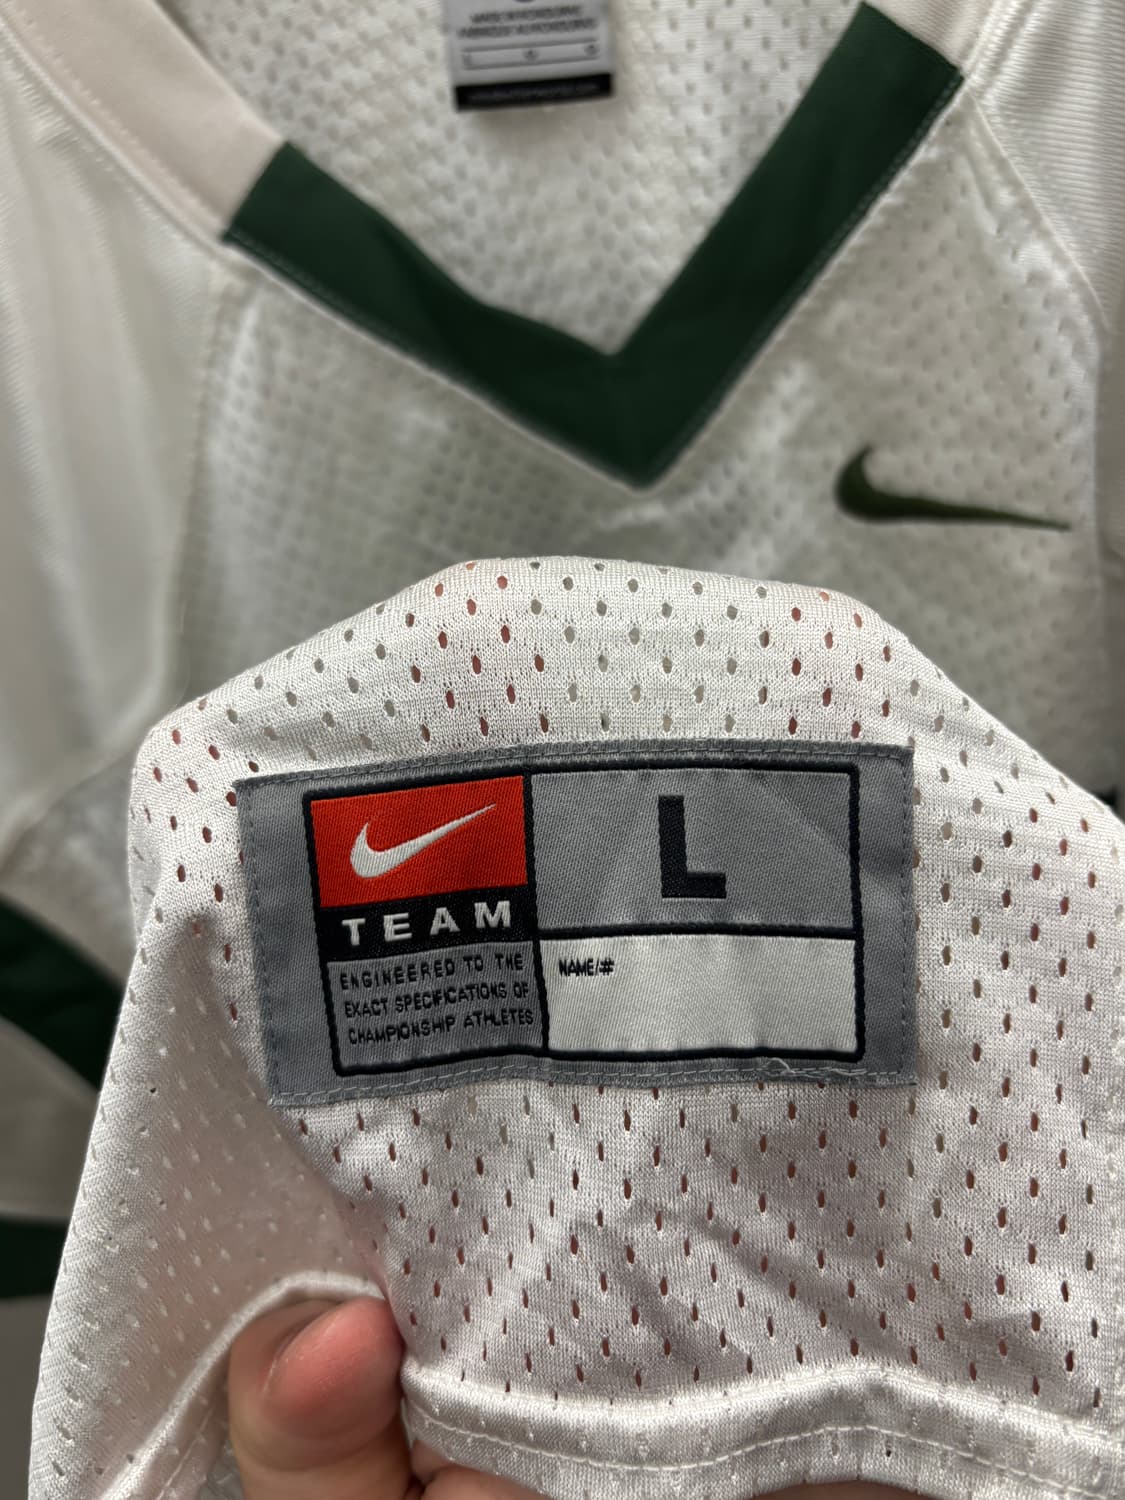 TEAM
ENGINEERED TO THE
EXACT SPECIFICATIONS OF
CHAMPIONSHIP ATHLETES
L
NAME/#